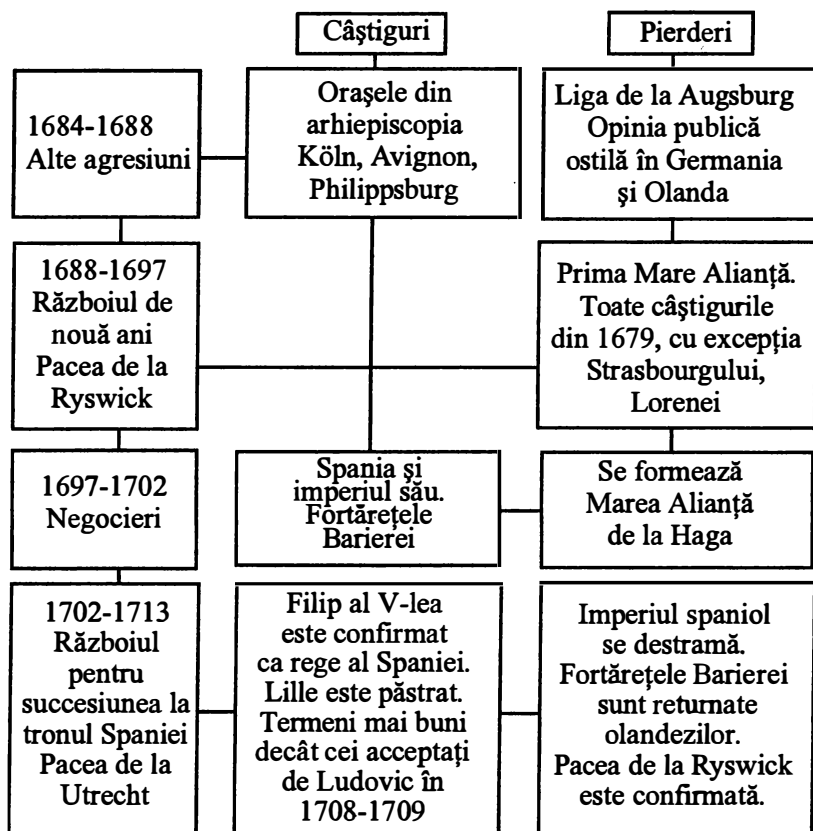 Câştiguri
Pierderi
1684-1688
Alte agresiuni
Oraşele din
arhiepiscopia
Köln, Avignon,
Philippsburg
Liga de la Augsburg
Opinia publică
ostilă în Germania
şi Olanda
1688-1697
Războiul de
nouă ani
Pacea de la
Ryswick
Prima Mare Alianţă.
Toate câştigurile
din 1679, cu excepţia
Strasbourgului,
Lorenei
1697-1702
Negocieri
Spania şi
imperiul său.
Fortăreţele
Barierei
Se formează
Marea Alianţă
de la Haga
1702-1713
Războiul
pentru
succesiunea la
tronul Spaniei
Pacea de la
Utrecht
Filip al V-lea
este confirmat
ca rege al Spaniei.
Lille este păstrat.
Termeni mai buni
decât cei acceptaţi
de Ludovic în
1708-1709
Imperiul spaniol
se destramă.
Fortăreţele Barierei
sunt returnate
olandezilor.
Pacea de la Ryswick
este confirmată.